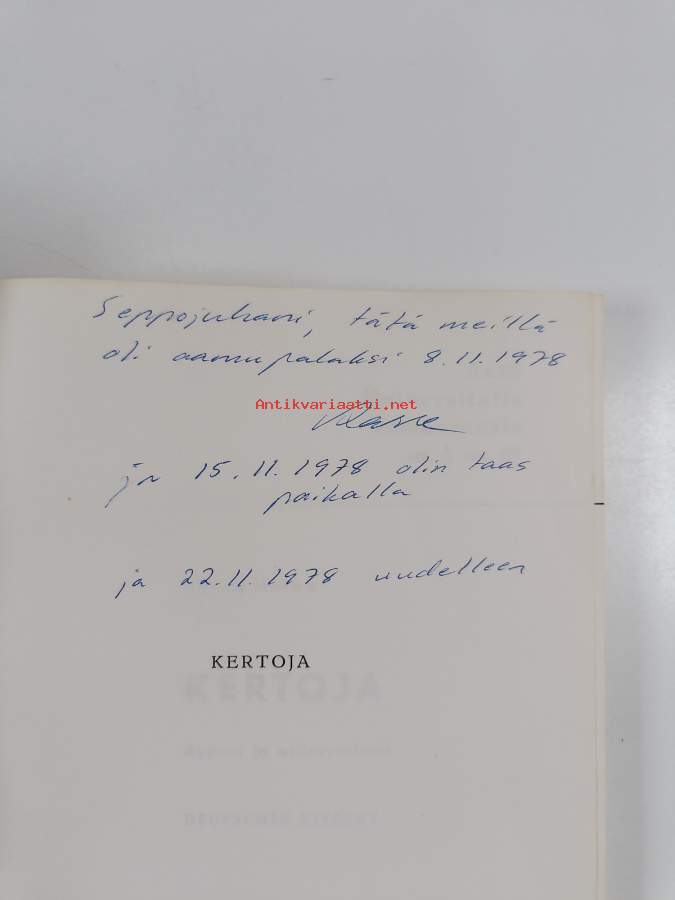 Seppojuhani, tätä meillä
oli aamupalaksi 8.11.1978
Antikvariaatti.net
ja 15.11.1978 olin taas
paikalla
ja 22.11.1978 uudelleen
KERTOJA
KERTOJA